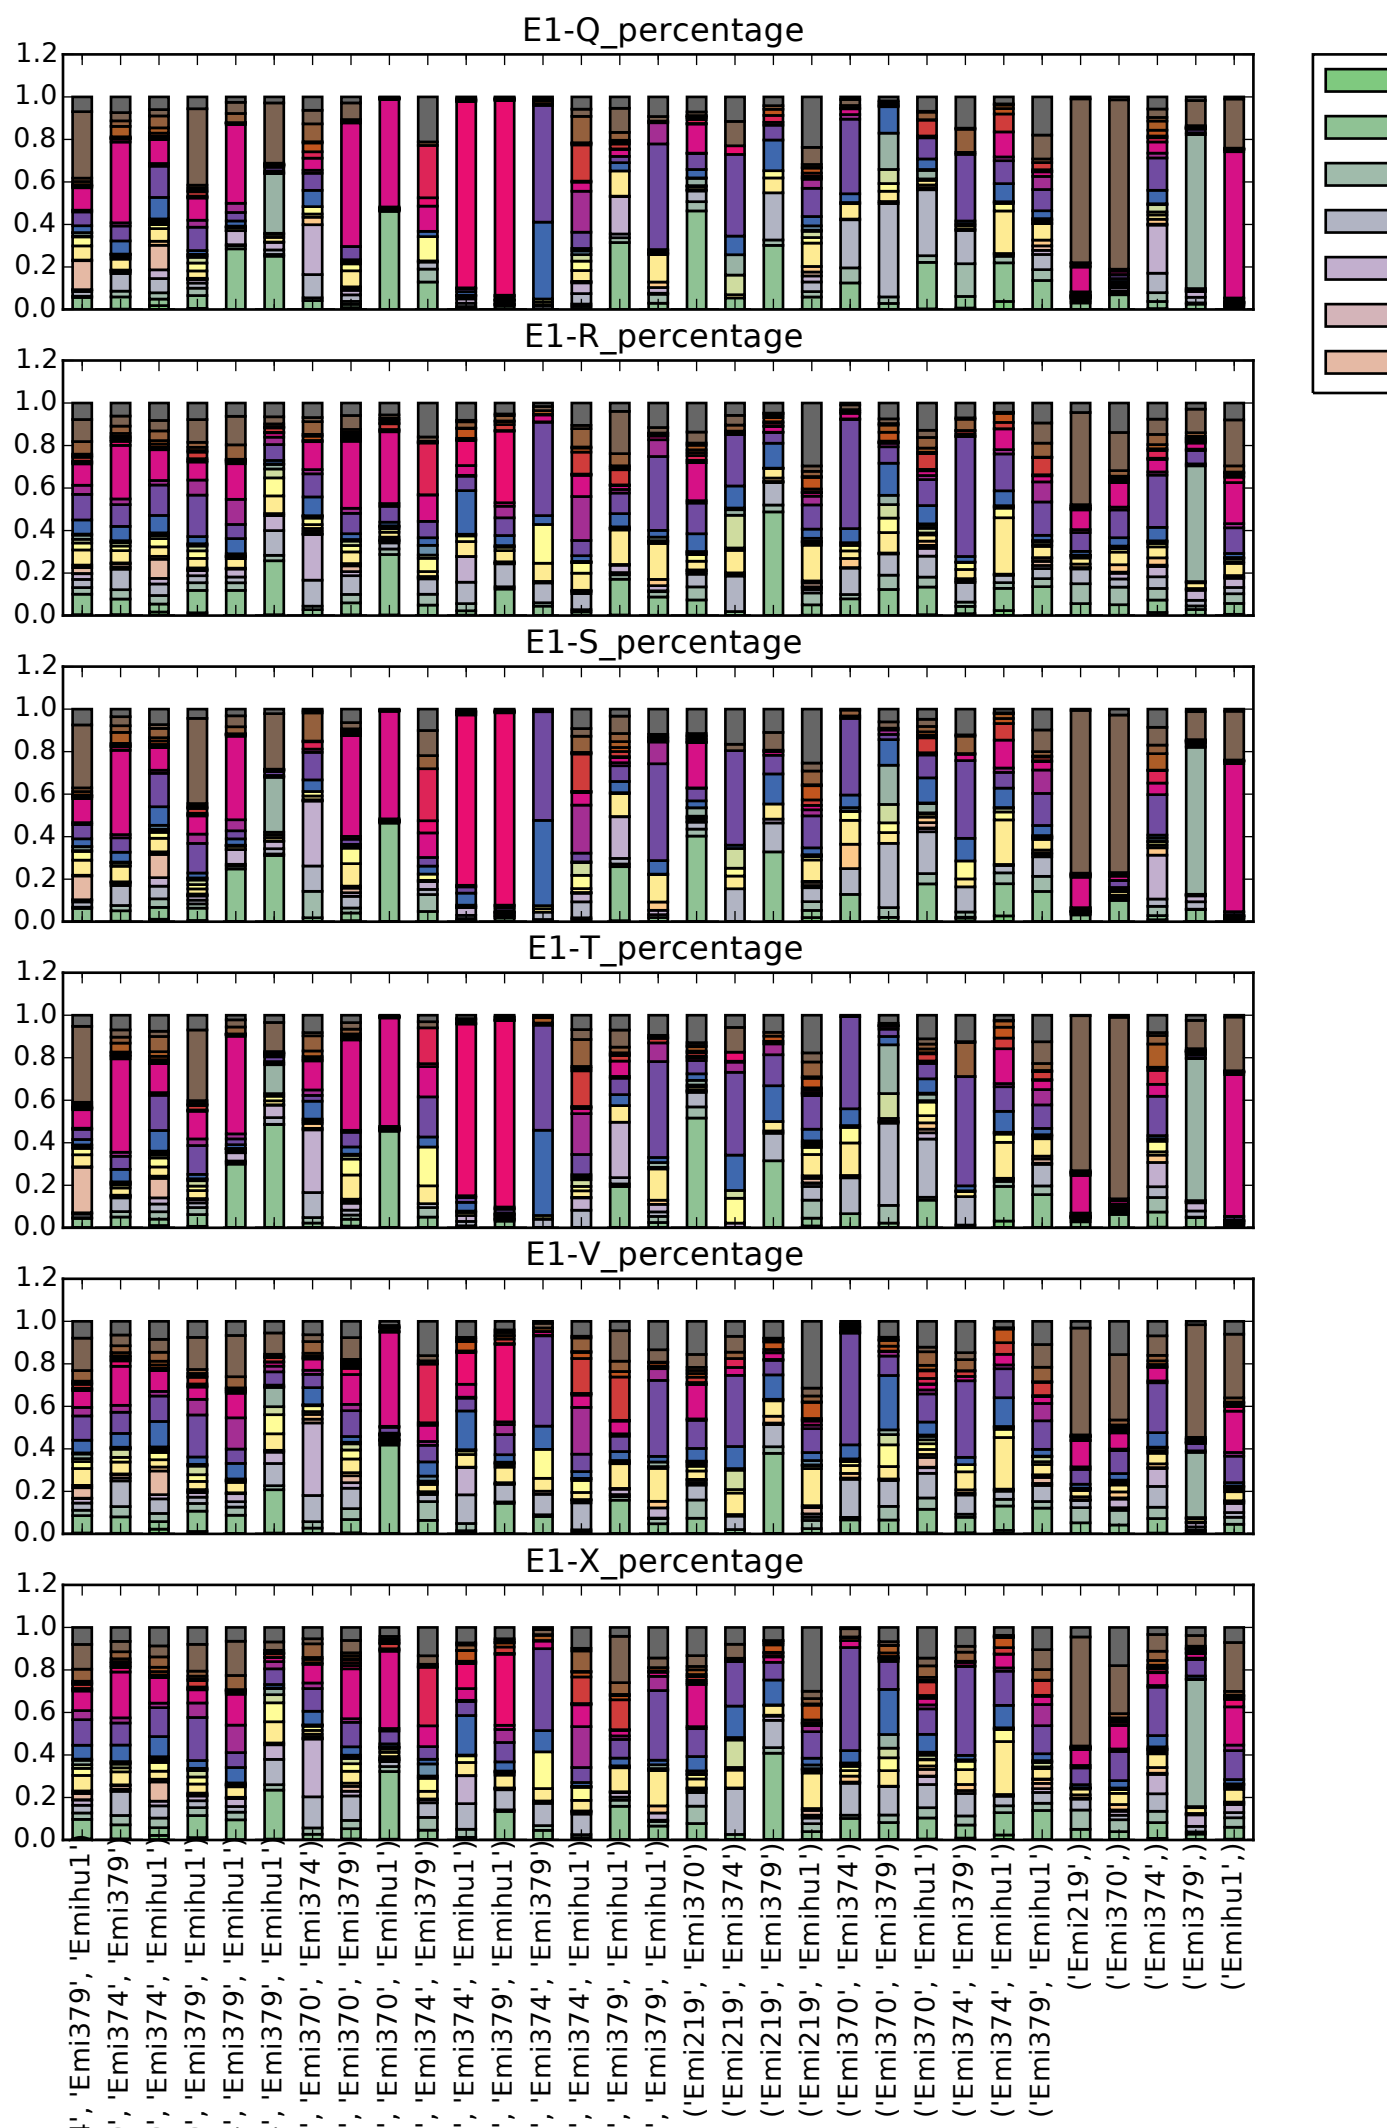 E1-Q_percentage
1.2
1.0
0.8
0.6
0.4
0.2
0.0
E1-R_percentage
1.2
1.0
0.8
0.6
0.4
0.2
0.0
E1-S_percentage
1.2
1.0
0.8
0.6
0.4
0.2
0.0
E1-T_percentage
1.2
1.0
0.8
0.6
0.4
0.2
0.0
E1-V_percentage
1.2
1.0
0.8
0.6
0.4
0.2
0.0
E1-X_percentage
1.2
1.0
0.8
0.6
0.4
0.2
0.0
', 'Emi379', 'Emihu1')
', 'Emi374', 'Emi379')
', 'Emi374', 'Emihu1')
', 'Emi379', 'Emihu1')
', 'Emi379', 'Emihu1')
', 'Emi379', 'Emihu1')
', 'Emi370', 'Emi374')
', 'Emi370', 'Emi379')
', 'Emi370', 'Emihu1')
', 'Emi374', 'Emi379')
', 'Emi374', 'Emihu1')
', 'Emi379', 'Emihu1')
', 'Emi374', 'Emi379')
', 'Emi374', 'Emihu1')
', 'Emi379', 'Emihu1')
', 'Emi379', 'Emihu1')
('Emi219', 'Emi370')
('Emi219', 'Emi374')
('Emi219', 'Emi379')
('Emi219', 'Emihu1')
('Emi370', 'Emi374')
('Emi370', 'Emi379')
('Emi370', 'Emihu1')
('Emi374', 'Emi379')
('Emi374', 'Emihu1')
('Emi379', 'Emihu1')
('Emi219',)
('Emi370',)
('Emi374',)
('Emi379',)
('Emihu1',)